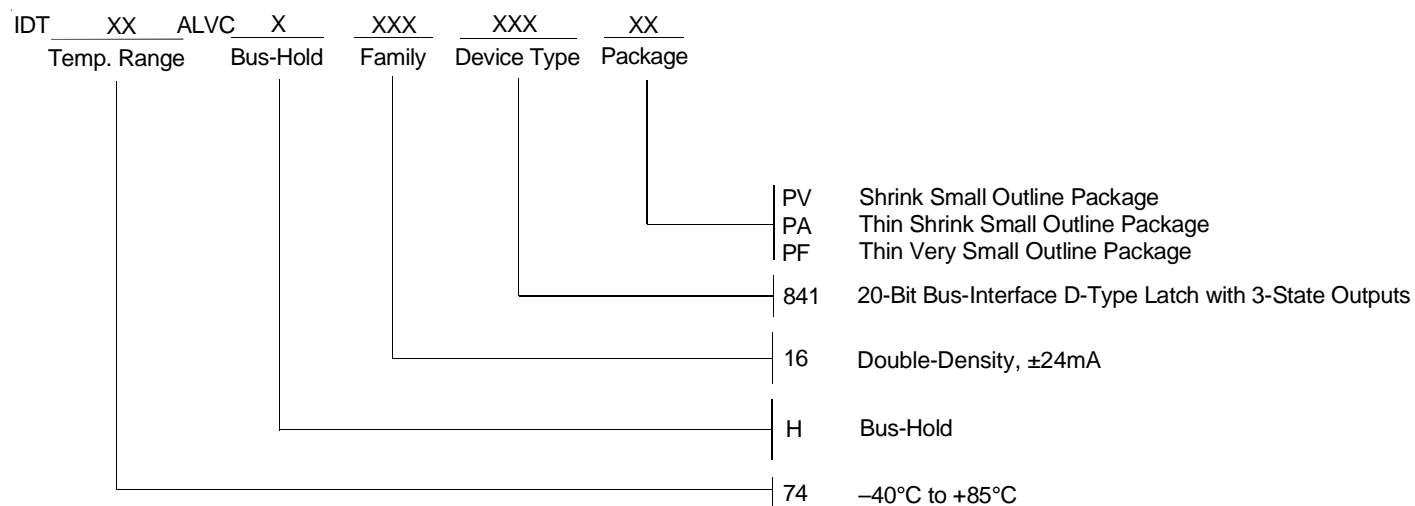 IDT XX ALVC X XXX XXX XX
Temp. Range Bus-Hold Family Device Type Package
PV Shrink Small Outline Package
PA Thin Shrink Small Outline Package
PF Thin Very Small Outline Package
841 20-Bit Bus-Interface D-Type Latch with 3-State Outputs
16 Double-Density, ±24mA
H Bus-Hold
74 –40°C to +85°C